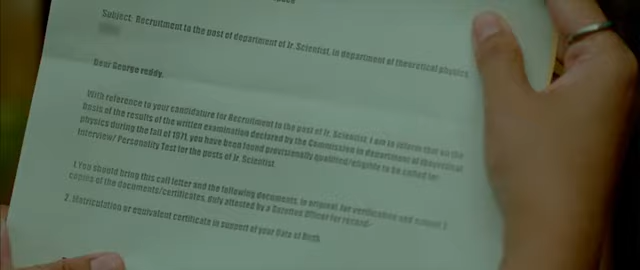 Subject: Recruitment to the post of department of Jr. Scientist, in department of theoretical physics
Dear George reddy,
With reference to your candidature for Recruitment to the post of Jr. Scientist, I am to inform that on the
basis of the results of the written examination declared by the Commission in department of theoretical
physics during the fall of 1971, you have been found provisionally qualified/eligible to be called for
Interview/ Personality Test for the posts of Jr. Scientist
1.You should bring this call letter and the following documents, in original, for verification and submit
copies of the documents/certificates, duly attested by a Gazetted Officer for record:-
2. Matriculation or equivalent certificate in support of your Date of Birth